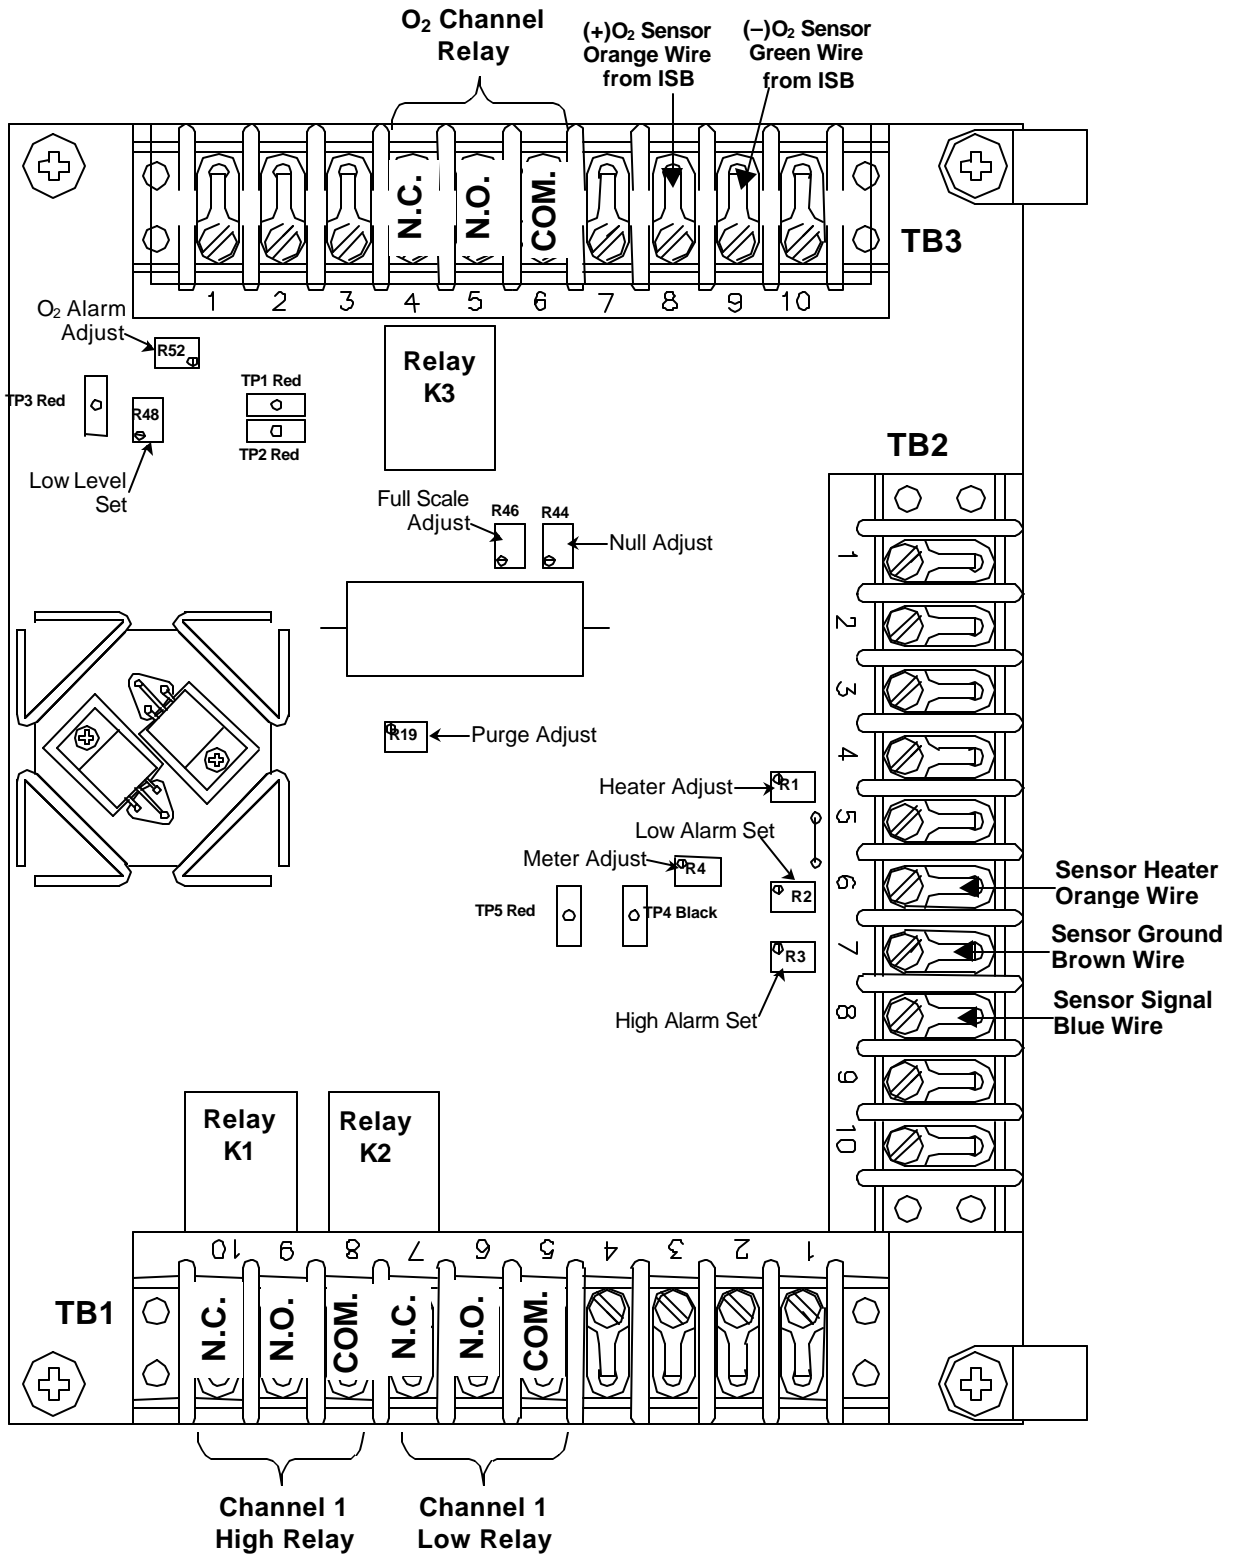 O₂ Channel
Relay
(+)O₂ Sensor
Orange Wire
from ISB
(–)O₂ Sensor
Green Wire
from ISB
N.C.
N.O.
COM.
TB3
1 2 3 4 5 6 7 8 9 10
O₂ Alarm
Adjust
R52
Relay
K3
TP3 Red
R48
TP1 Red
TP2 Red
Low Level
Set
TB2
Full Scale
Adjust
R46
R44
Null Adjust
1
2
3
4
5
6
7
8
9
10
R19
Purge Adjust
Heater Adjust
R1
Low Alarm Set
Meter Adjust
R4
R2
TP5 Red
TP4 Black
R3
High Alarm Set
Sensor Heater
Orange Wire
Sensor Ground
Brown Wire
Sensor Signal
Blue Wire
Relay
K1
Relay
K2
10 9 8 7 6 5 4 3 2 1
TB1
N.C.
N.O.
COM.
N.C.
N.O.
COM.
Channel 1
High Relay
Channel 1
Low Relay